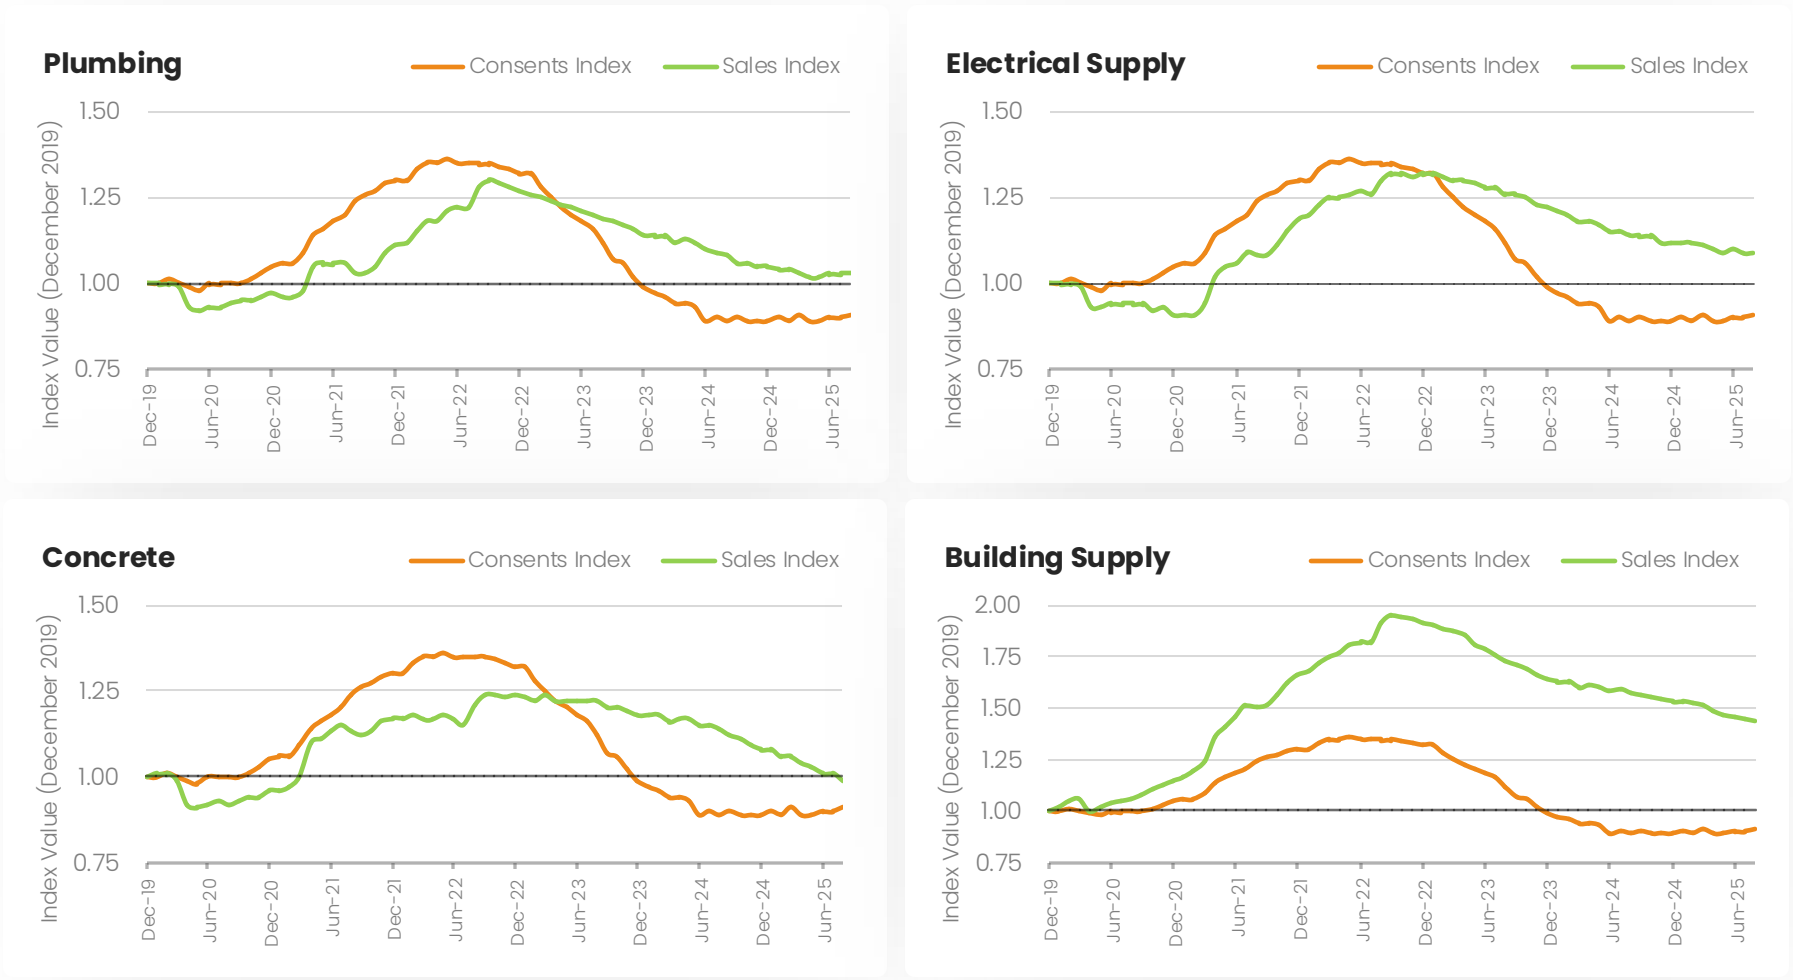 Plumbing
Consents Index
Sales Index
Index Value (December 2019)
1.50
1.25
1.00
0.75
Dec-19
Jun-20
Dec-20
Jun-21
Dec-21
Jun-22
Dec-22
Jun-23
Dec-23
Jun-24
Dec-24
Jun-25
Electrical Supply
Consents Index
Sales Index
Index Value (December 2019)
1.50
1.25
1.00
0.75
Dec-19
Jun-20
Dec-20
Jun-21
Dec-21
Jun-22
Dec-22
Jun-23
Dec-23
Jun-24
Dec-24
Jun-25
Concrete
Consents Index
Sales Index
Index Value (December 2019)
1.50
1.25
1.00
0.75
Dec-19
Jun-20
Dec-20
Jun-21
Dec-21
Jun-22
Dec-22
Jun-23
Dec-23
Jun-24
Dec-24
Jun-25
Building Supply
Consents Index
Sales Index
Index Value (December 2019)
2.00
1.75
1.50
1.25
1.00
0.75
Dec-19
Jun-20
Dec-20
Jun-21
Dec-21
Jun-22
Dec-22
Jun-23
Dec-23
Jun-24
Dec-24
Jun-25